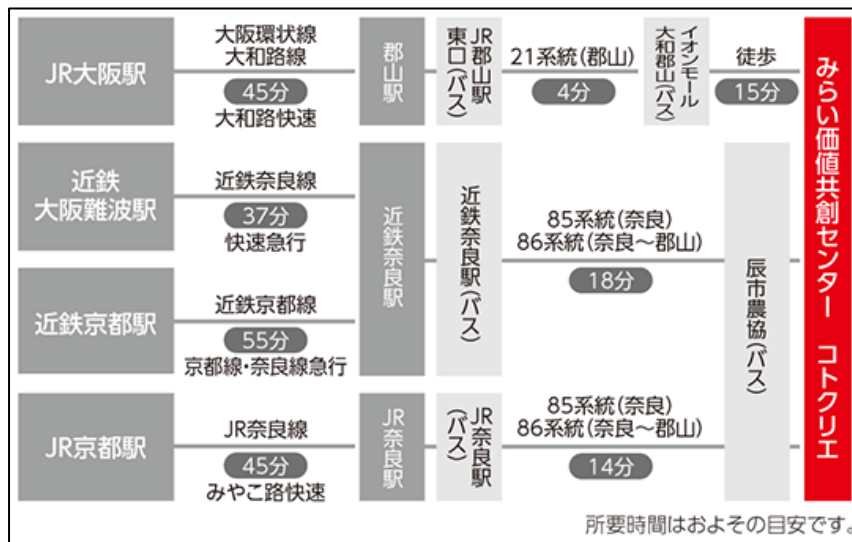 JR大阪駅
大阪環状線
大和路線
45分
大和路快速
郡山駅
JR郡山駅
東口(バス)
21系統(郡山)
4分
イオンモール
大和郡山(バス)
徒歩
15分
近鉄
大阪難波駅
近鉄奈良線
37分
快速急行
近鉄京都駅
近鉄京都線
55分
京都線・奈良線急行
近鉄奈良駅
近鉄奈良駅(バス)
85系統(奈良)
86系統(奈良～郡山)
18分
JR京都駅
JR奈良線
45分
みやこ路快速
JR奈良駅
JR奈良駅
(バス)
85系統(奈良)
86系統(奈良～郡山)
14分
辰市農協(バス)
みらい価値共創センター コトクリエ
所要時間はおよその目安です。